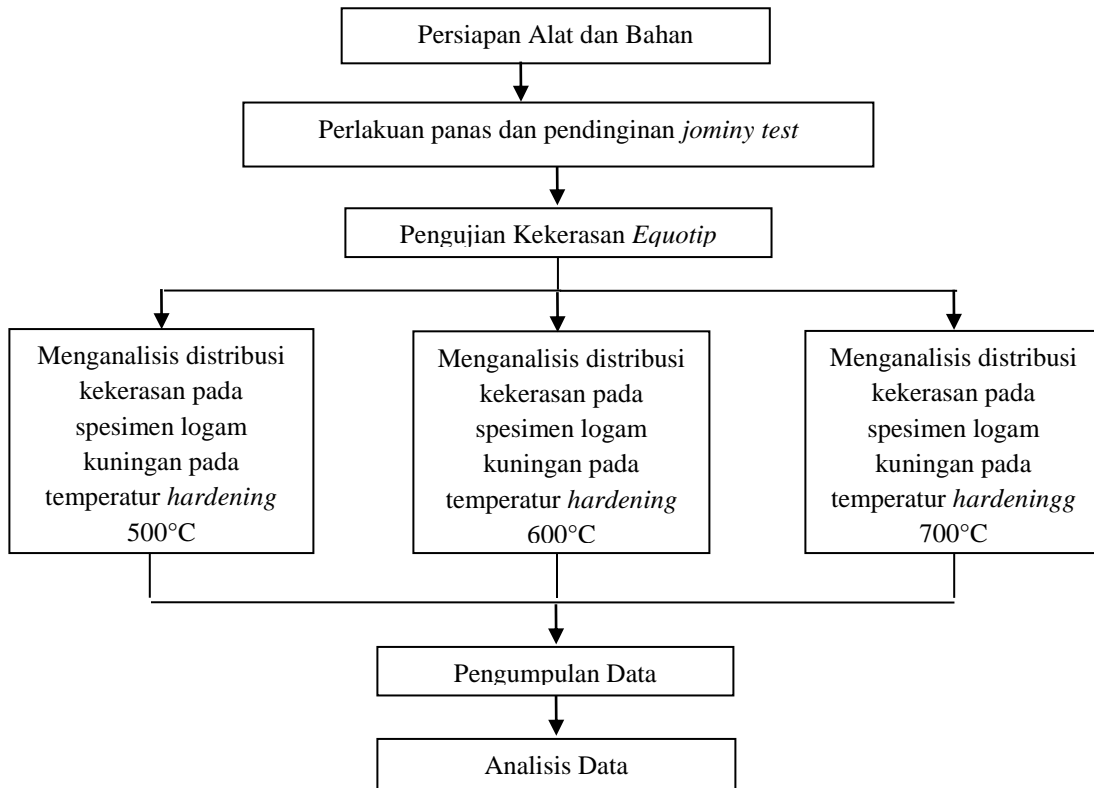 Persiapan Alat dan Bahan
Perlakuan panas dan pendinginan jominy test
Pengujian Kekerasan Equotip
Menganalisis distribusi
kekerasan pada
spesimen logam
kuningan pada
temperatur hardening
500°C
Menganalisis distribusi
kekerasan pada
spesimen logam
kuningan pada
temperatur hardening
600°C
Menganalisis distribusi
kekerasan pada
spesimen logam
kuningan pada
temperatur hardeningg
700°C
Pengumpulan Data
Analisis Data